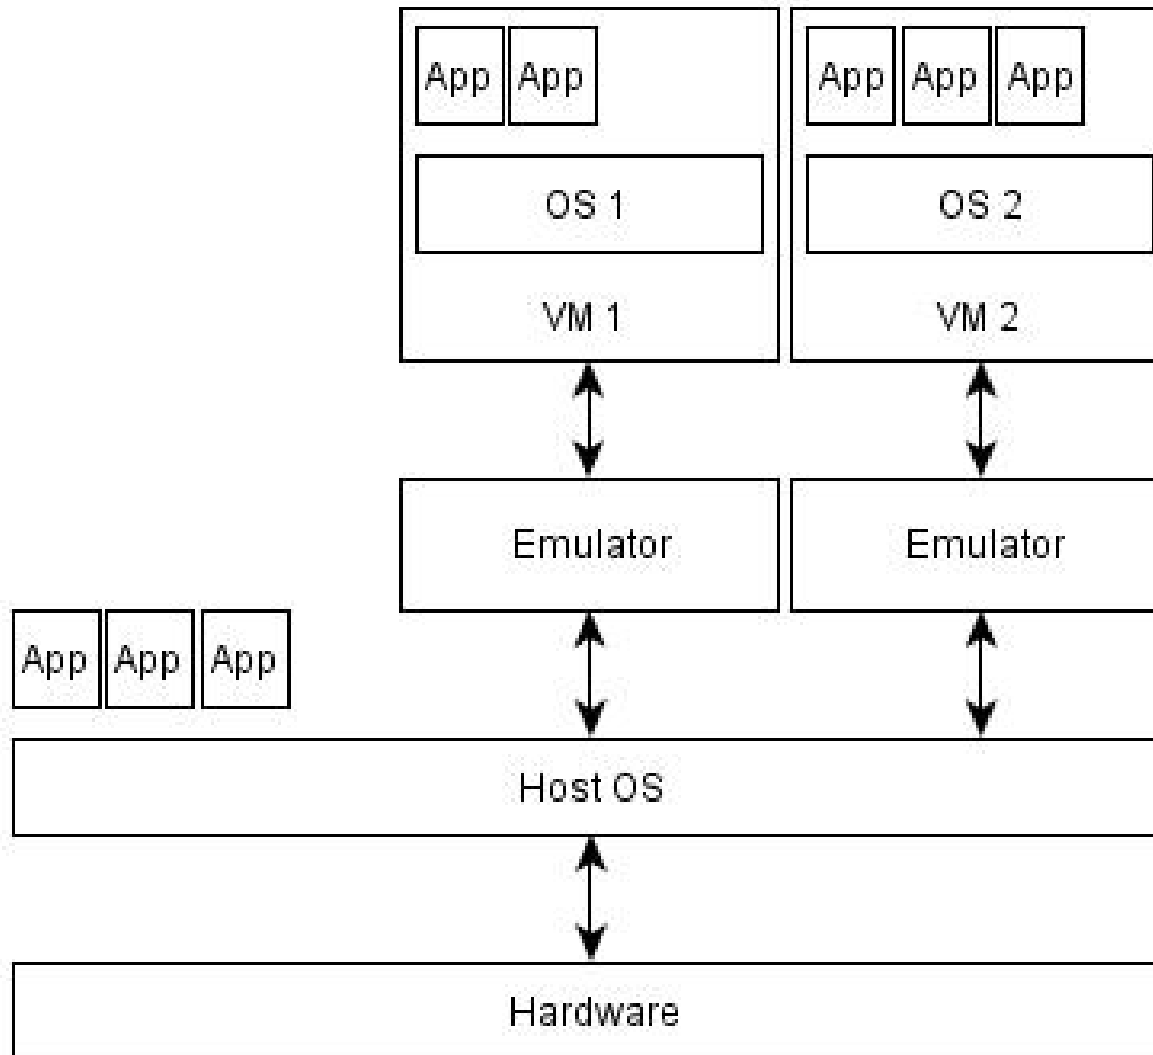 App App
App App App
OS 1
OS 2
VM 1
VM 2
Emulator
Emulator
App App App
Host OS
Hardware